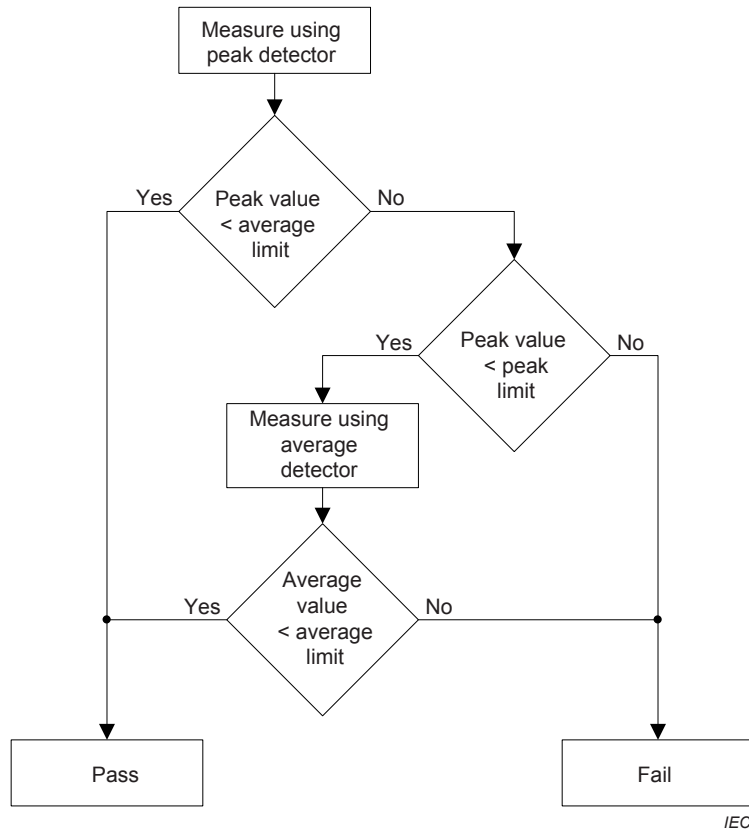 Measure using
peak detector
Yes
No
Peak value
< average
limit
Yes
No
Peak value
< peak
limit
Measure using
average
detector
Yes
No
Average
value
< average
limit
Pass
Fail
IEC